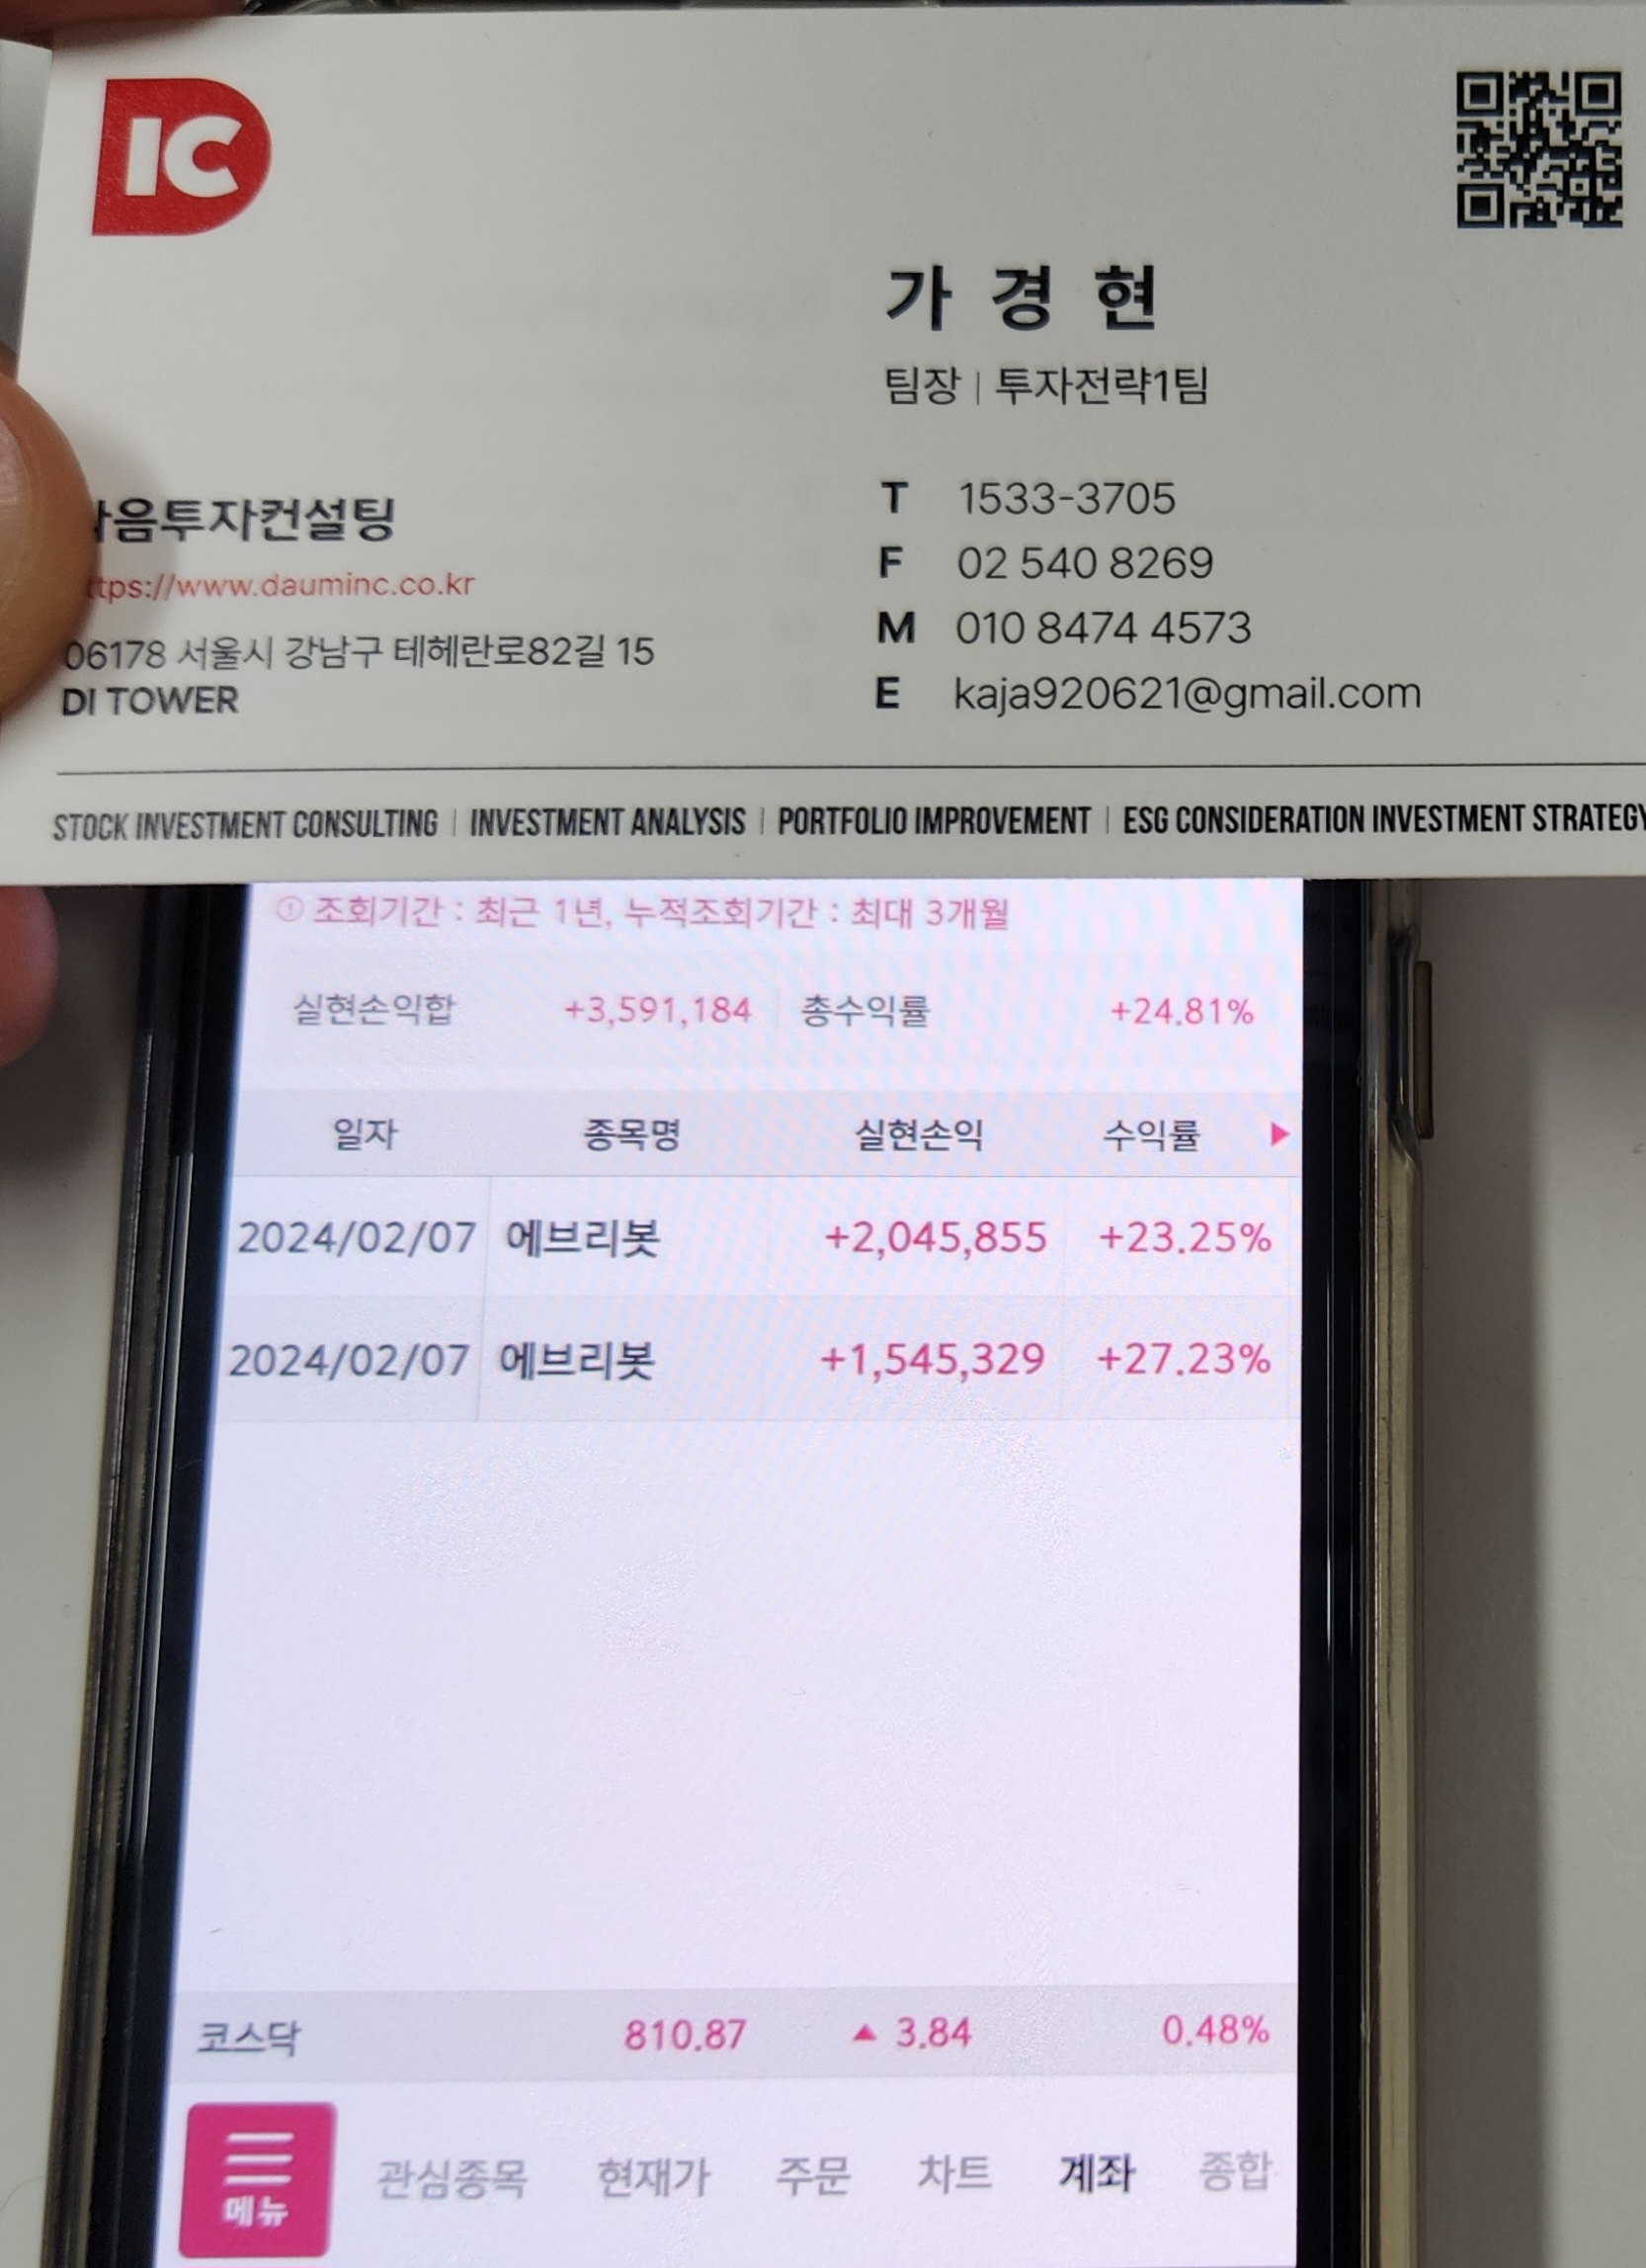 IC
가 경 현
팀장 | 투자전략1팀
T 1533-3705
F 02 540 8269
M 010 8474 4573
E kaja920621@gmail.com
음투자컨설팅
ttps://www.dauminc.co.kr
06178 서울시 강남구 테헤란로82길 15
DI TOWER
STOCK INVESTMENT CONSULTING | INVESTMENT ANALYSIS | PORTFOLIO IMPROVEMENT | ESG CONSIDERATION INVESTMENT STRATEGY
조회기간 : 최근 1년, 누적조회기간 : 최대 3개월
실현손익합 +3,591,184 총수익률 +24.81%
일자 종목명 실현손익 수익률
2024/02/07 에브리봇 +2,045,855 +23.25%
2024/02/07 에브리봇 +1,545,329 +27.23%
코스닥 810.87 ▲ 3.84 0.48%
메뉴 관심종목 현재가 주문 차트 계좌 종합